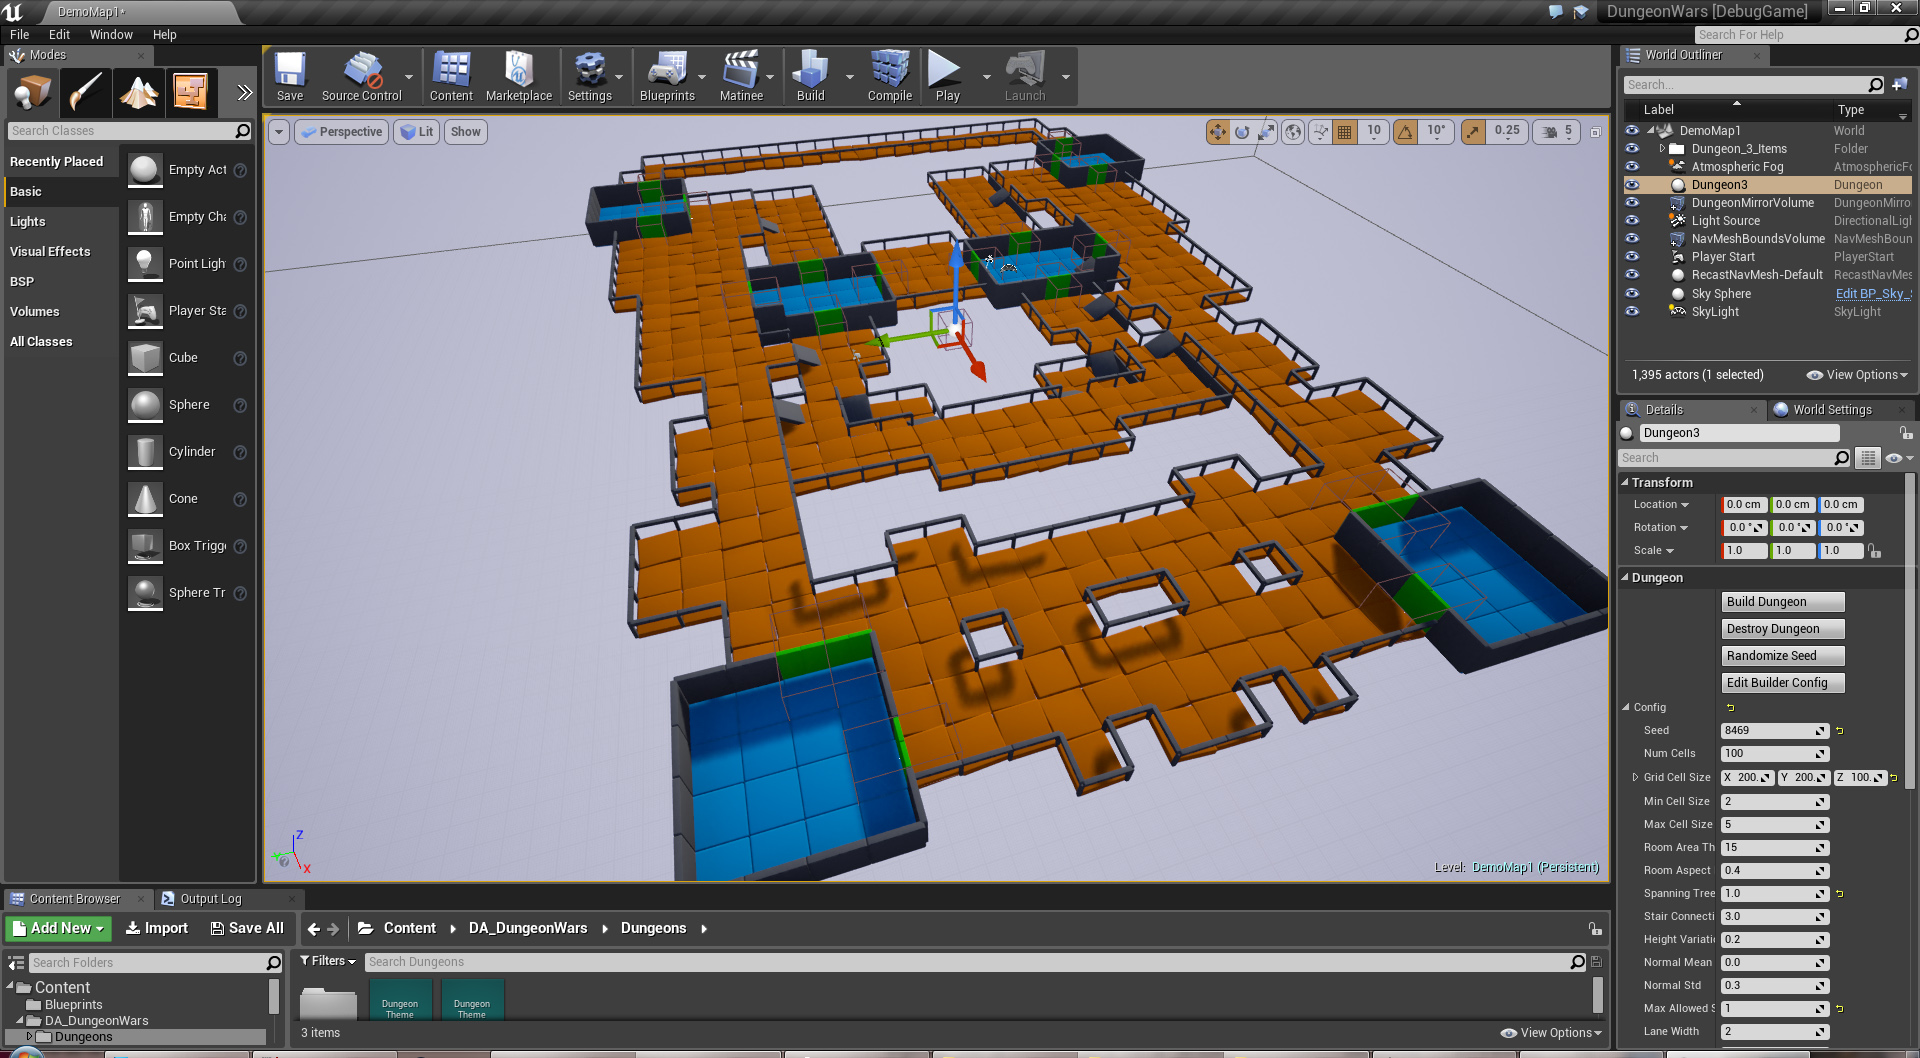 DemoMap1*
DungeonWars [DebugGame]
File Edit Window Help
Search For Help
Modes
Search Classes
Recently Placed
Basic
Lights
Visual Effects
BSP
Volumes
All Classes
Empty Act
Empty Cha
Point Ligh
Player Sta
Cube
Sphere
Cylinder
Cone
Box Trigge
Sphere Tr
Save
Source Control
Content
Marketplace
Settings
Blueprints
Matinee
Build
Compile
Play
Launch
Perspective
Lit
Show
10
10°
0.25
5
Z
X
Level: DemoMap1 (Persistent)
World Outliner
Search...
Label Type
DemoMap1 World
Dungeon_3_Items Folder
Atmospheric Fog AtmosphericFo
Dungeon3 Dungeon
DungeonMirrorVolume DungeonMirro
Light Source DirectionalLigh
NavMeshBoundsVolume NavMeshBoun
Player Start PlayerStart
RecastNavMesh-Default RecastNavMes
Sky Sphere Edit BP_Sky_
SkyLight SkyLight
1,395 actors (1 selected)
View Options
Details
World Settings
Dungeon3
Search
Transform
Location 0.0 cm 0.0 cm 0.0 cm
Rotation 0.0 ° 0.0 ° 0.0 °
Scale 1.0 1.0 1.0
Dungeon
Build Dungeon
Destroy Dungeon
Randomize Seed
Edit Builder Config
Config
Seed 8469
Num Cells 100
Grid Cell Size X 200. Y 200. Z 100.
Min Cell Size 2
Max Cell Size 5
Room Area Th 15
Room Aspect 0.4
Spanning Tree 1.0
Stair Connecti 3.0
Height Variatic 0.2
Normal Mean 0.0
Normal Std 0.3
Max Allowed S 1
Lane Width 2
Content Browser
Output Log
Add New
Import
Save All
Content
DA_DungeonWars
Dungeons
Search Folders
Content
Blueprints
DA_DungeonWars
Dungeons
Filters
Search Dungeons
Dungeon Theme
Dungeon Theme
3 items
View Options